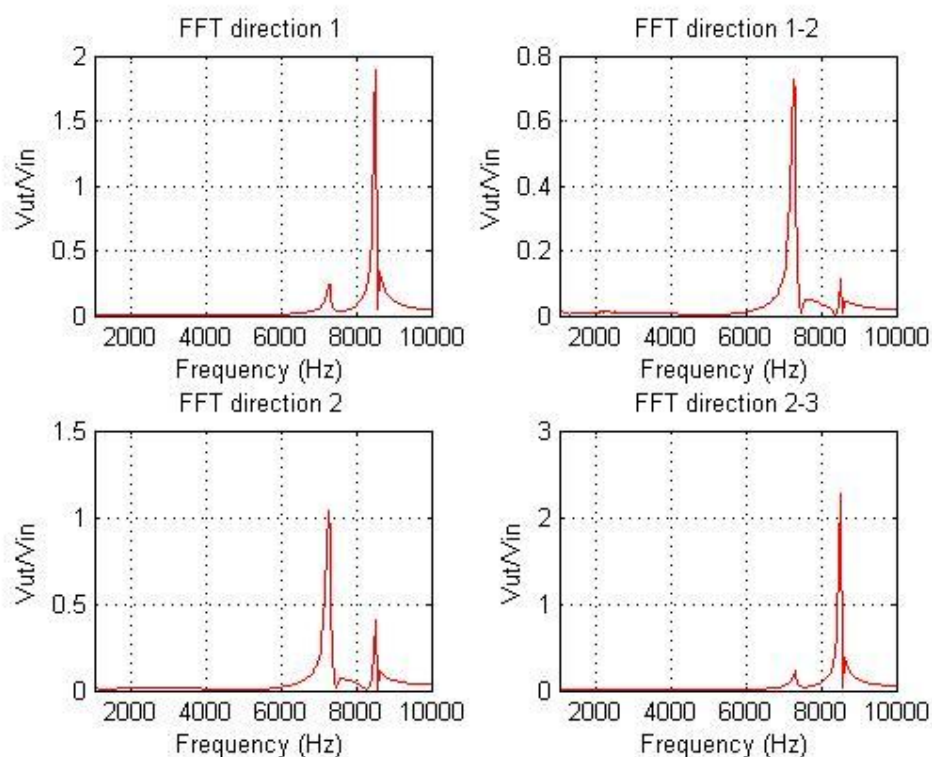 FFT direction 1
2
1.5
1
0.5
0
Vut/Vin
2000 4000 6000 8000 10000
Frequency (Hz)
FFT direction 1-2
0.8
0.6
0.4
0.2
0
Vut/Vin
2000 4000 6000 8000 10000
Frequency (Hz)
FFT direction 2
1.5
1
0.5
0
Vut/Vin
2000 4000 6000 8000 10000
Frequency (Hz)
FFT direction 2-3
3
2
1
0
Vut/Vin
2000 4000 6000 8000 10000
Frequency (Hz)